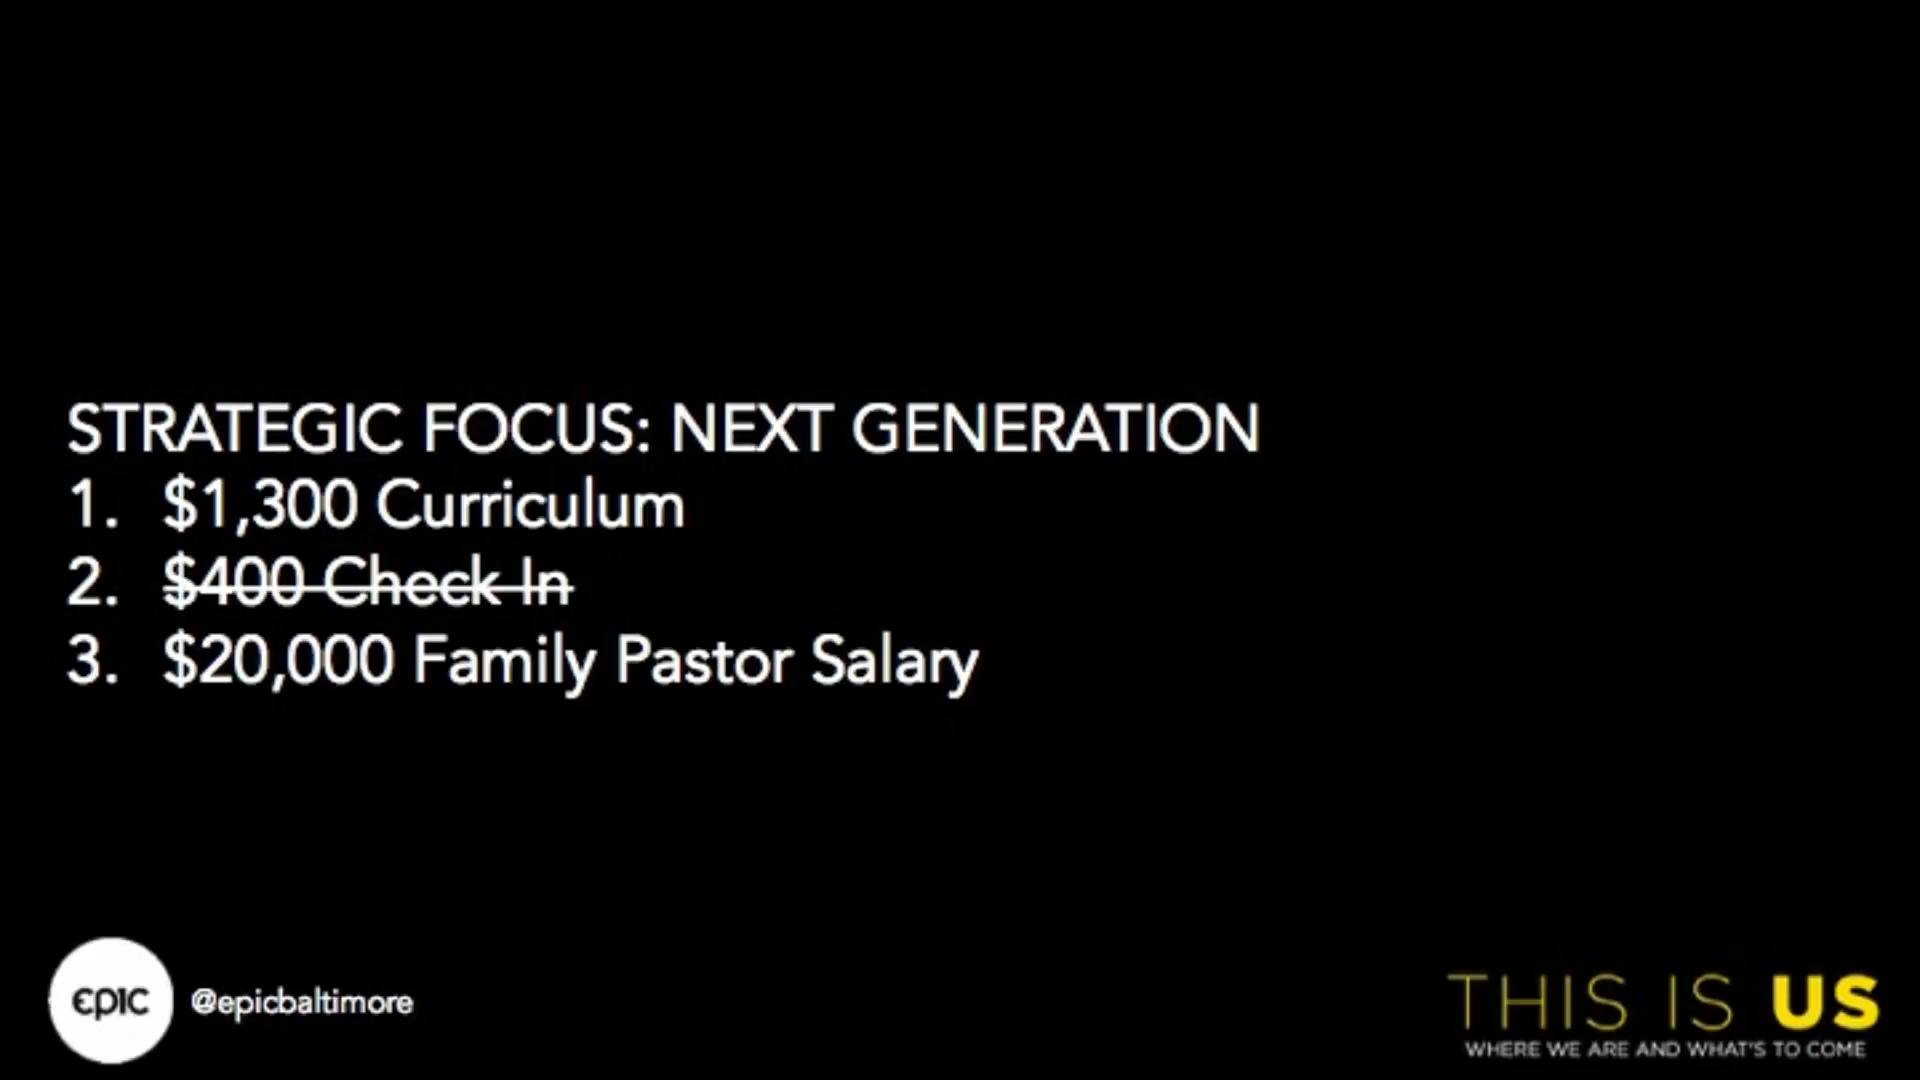 STRATEGIC FOCUS: NEXT GENERATION
1. $1,300 Curriculum
2. $400 Check In
3. $20,000 Family Pastor Salary
epic @epicbaltimore
THIS IS US
WHERE WE ARE AND WHAT'S TO COME